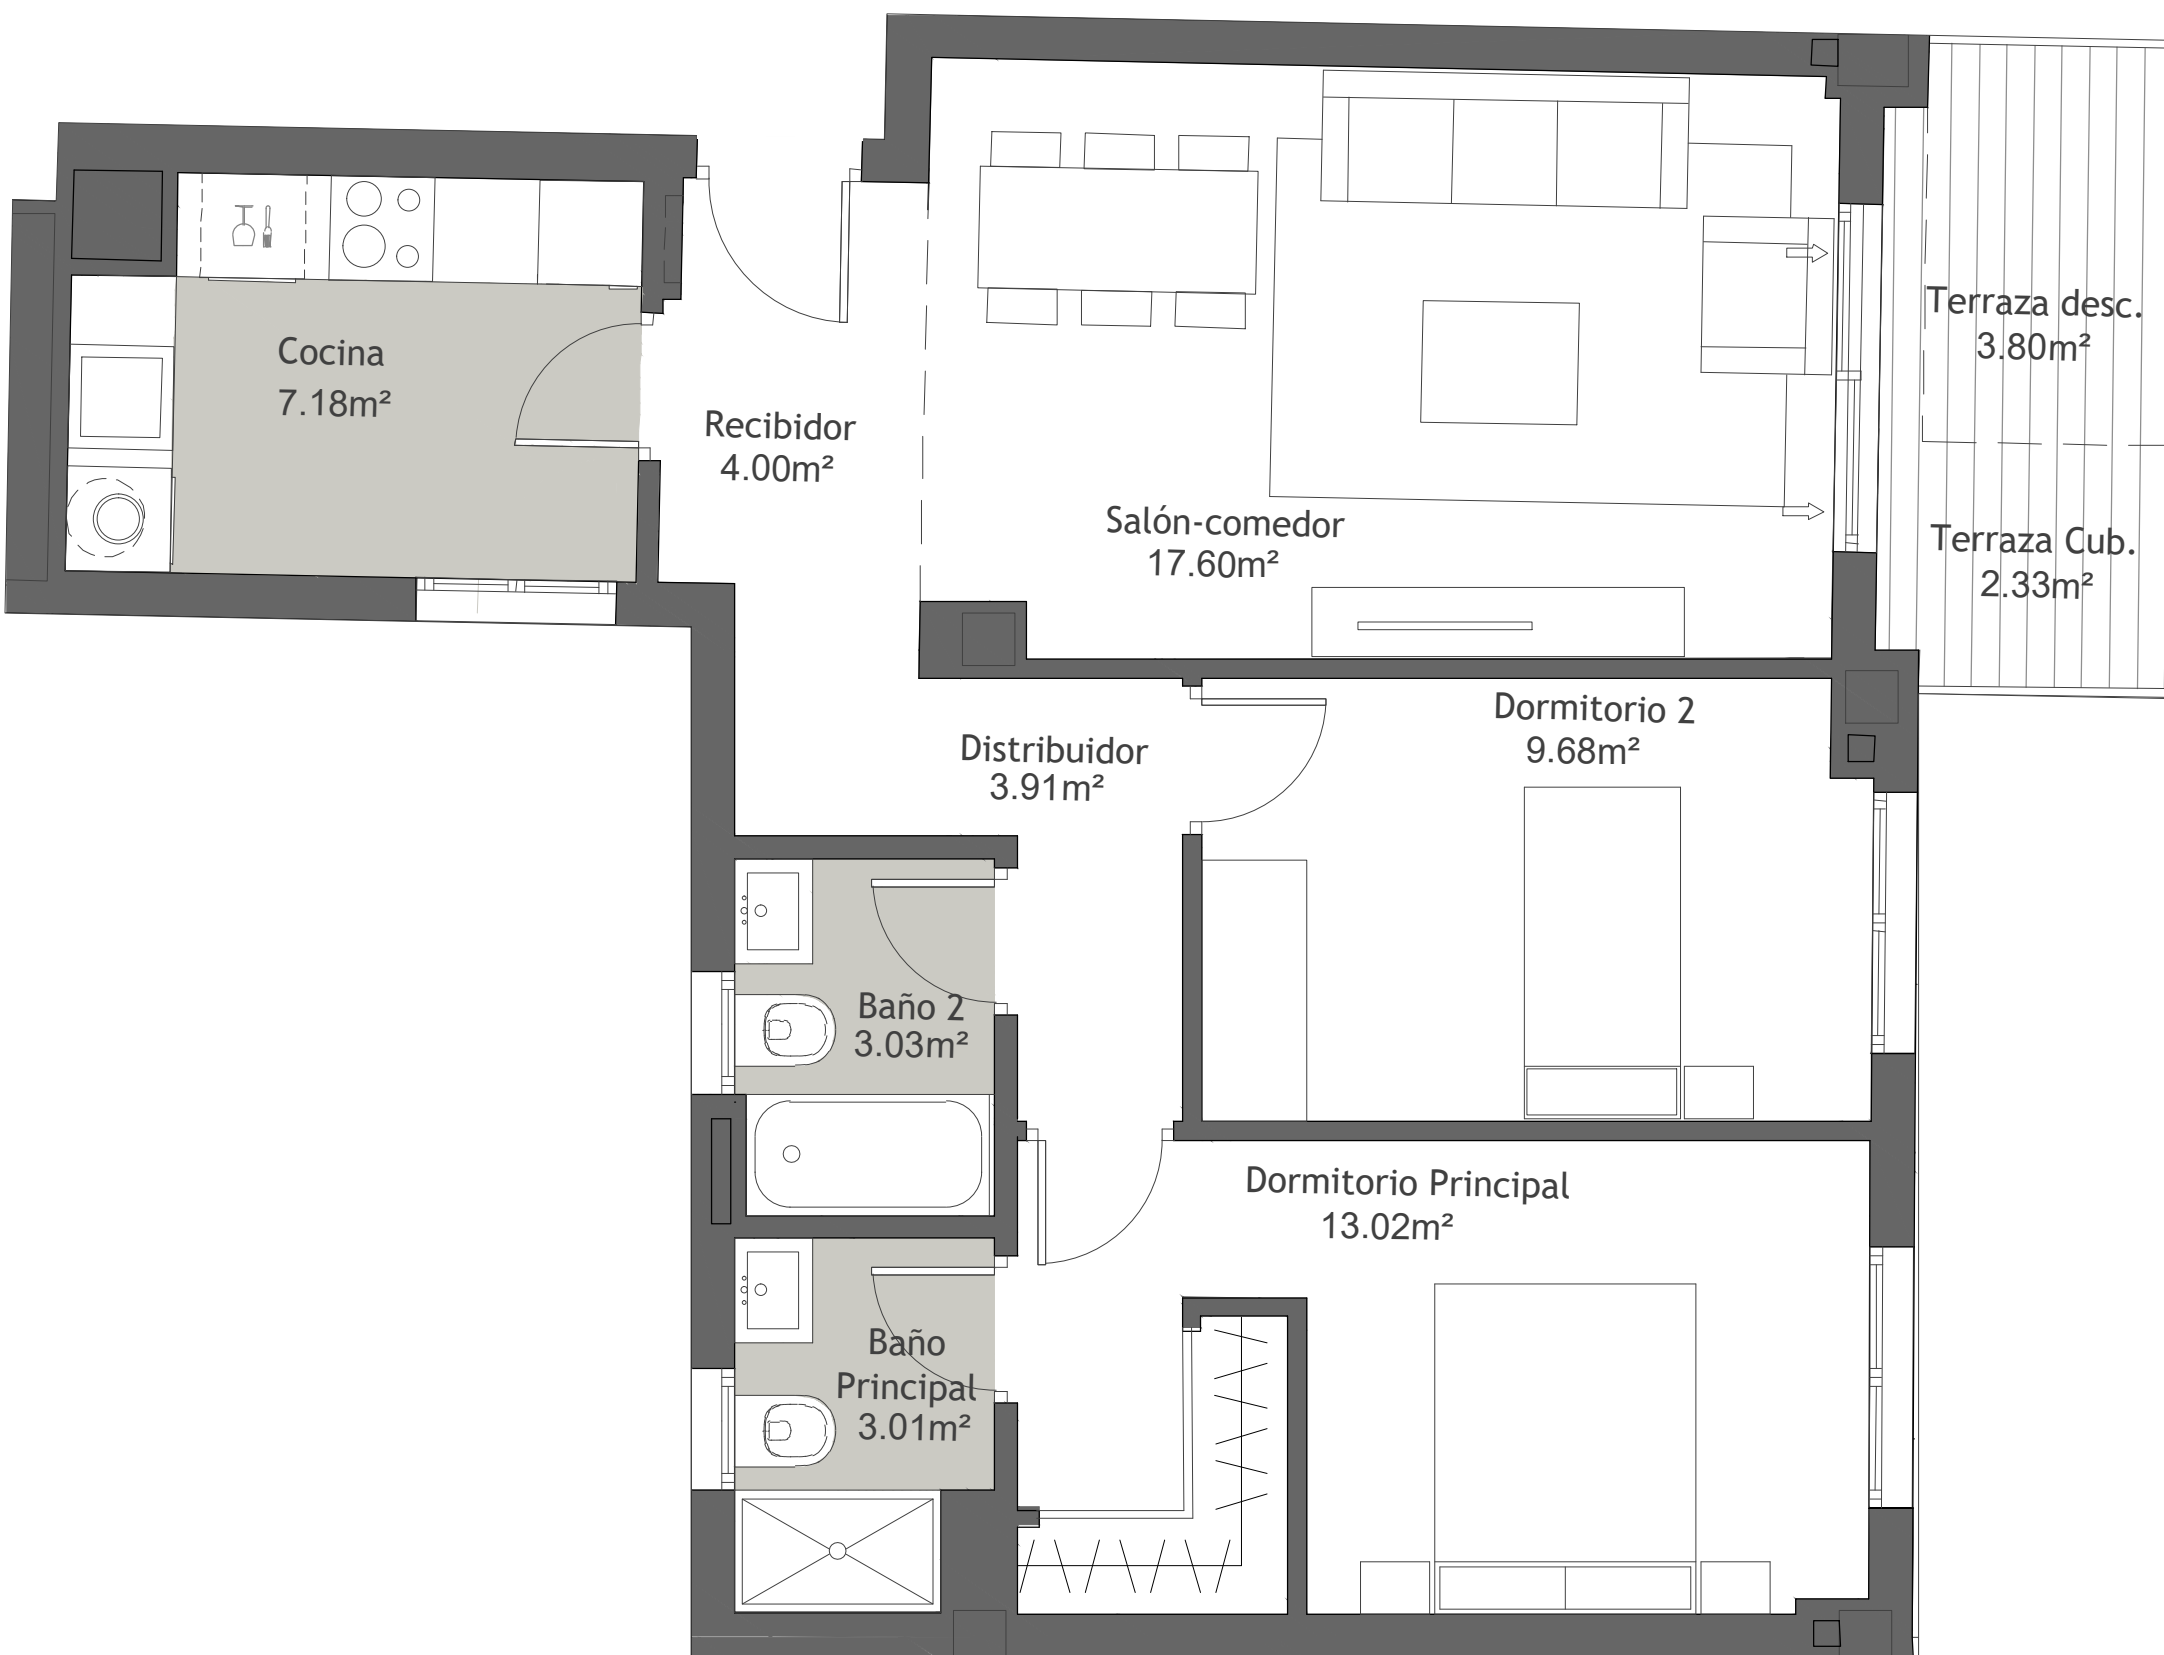 Cocina
7.18m²
Recibidor
4.00m²
Salón-comedor
17.60m²
Terraza desc.
3.80m²
Terraza Cub.
2.33m²
Distribuidor
3.91m²
Dormitorio 2
9.68m²
Baño 2
3.03m²
Dormitorio Principal
13.02m²
Baño
Principal
3.01m²